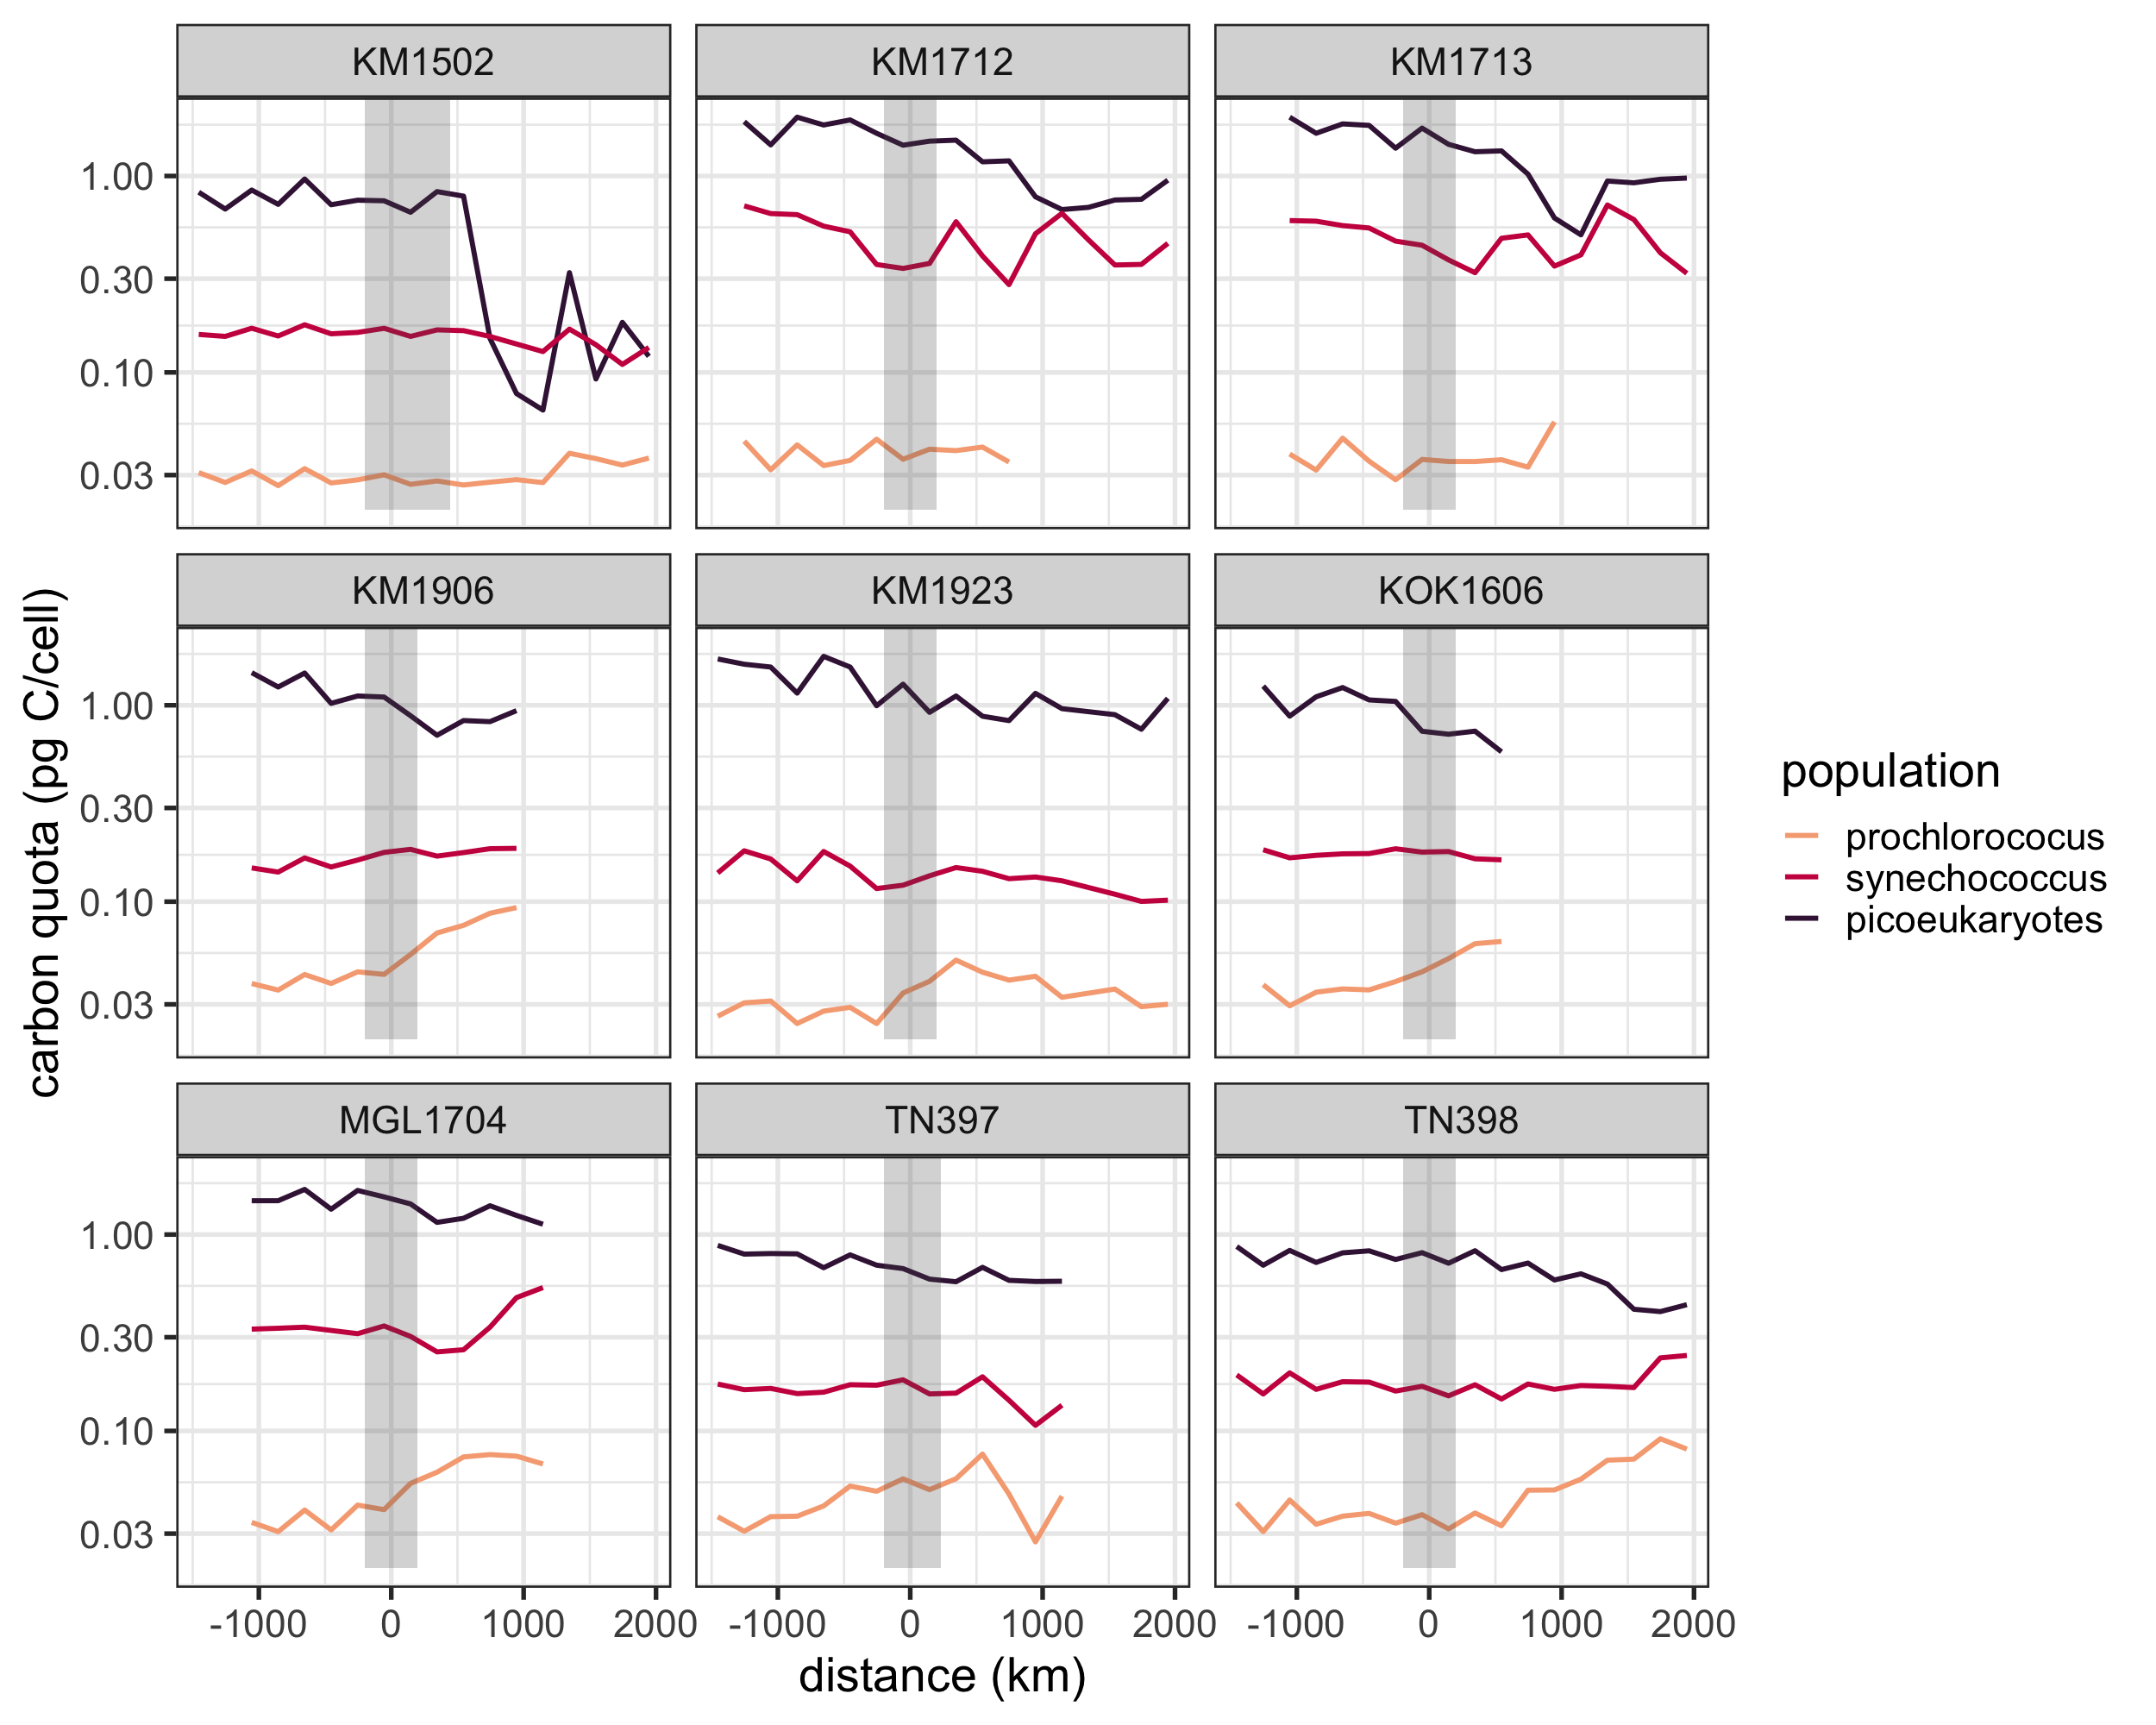 KM1502 KM1712 KM1713
1.00
0.30
0.10
0.03
KM1906 KM1923 KOK1606
1.00
0.30
0.10
0.03
MGL1704 TN397 TN398
1.00
0.30
0.10
0.03
-1000 0 1000 2000 -1000 0 1000 2000 -1000 0 1000 2000
distance (km)
carbon quota (pg C/cell)
population
prochlorococus
synechococcus
picoeukaryotes